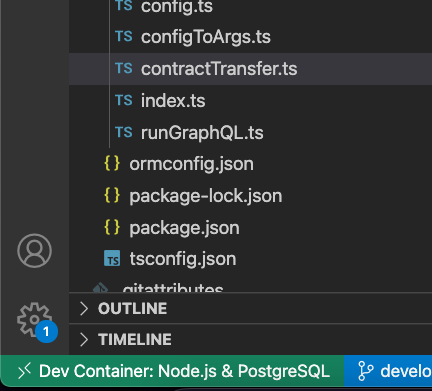 config.ts
TS configToArgs.ts
TS contractTransfer.ts
TS index.ts
TS runGraphQL.ts
{} ormconfig.json
{} package-lock.json
{} package.json
TS tsconfig.json
.gitattributes
OUTLINE
TIMELINE
1
Dev Container: Node.js & PostgreSQL
develo